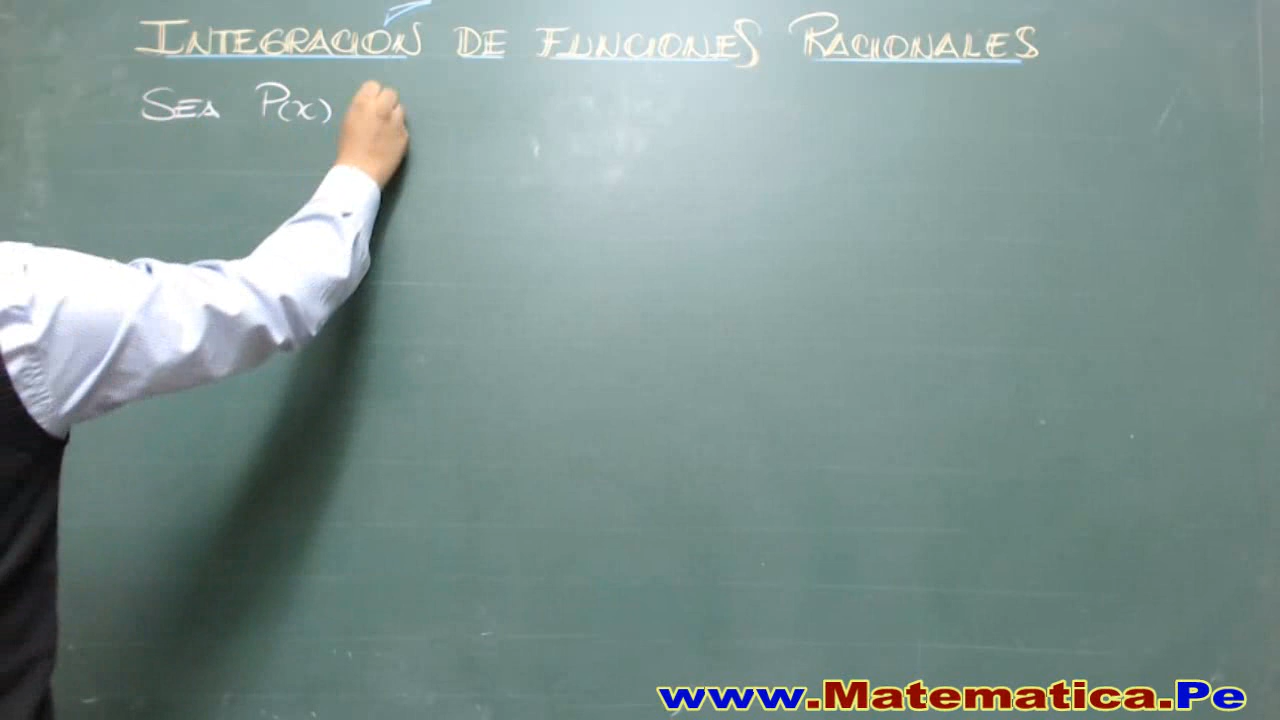 INTEGRACIÓN DE FUNCIONES RACIONALES
SEA P(x)
www.Matematica.Pe